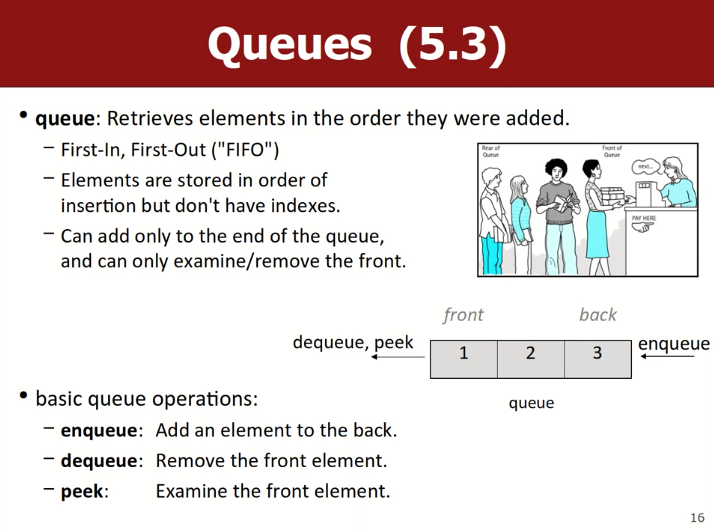 Queues (5.3)
• queue: Retrieves elements in the order they were added.
– First-In, First-Out ("FIFO")
– Elements are stored in order of
insertion but don't have indexes.
– Can add only to the end of the queue,
and can only examine/remove the front.
Rear of
Queue
Front of
Queue
next...
PAY HERE
front
back
dequeue, peek
1
2
3
enqueue
queue
• basic queue operations:
– enqueue: Add an element to the back.
– dequeue: Remove the front element.
– peek: Examine the front element.
16